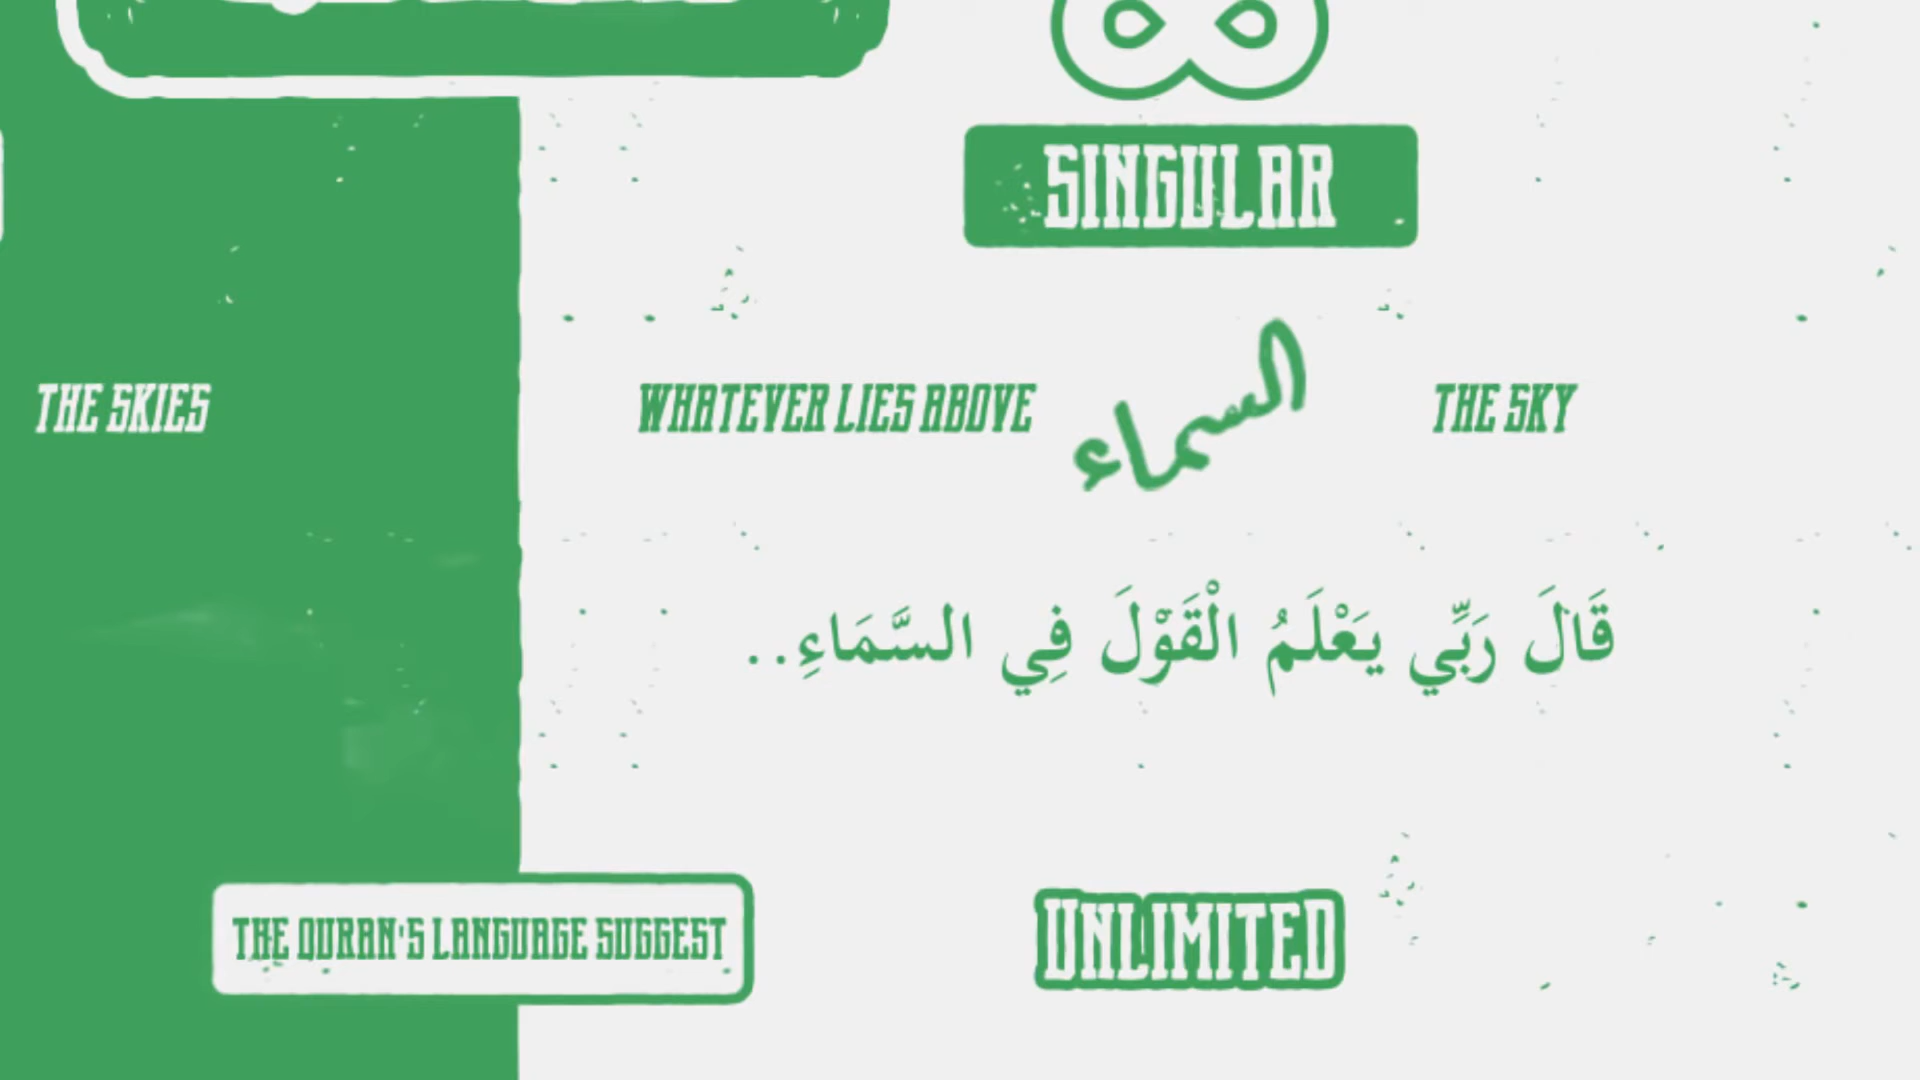 SINGULAR
THE SKIES
WHATEVER LIES ABOVE
السماء
THE SKY
قَالَ رَبِّي يَعْلَمُ الْقَوْلَ فِي السَّمَاءِ..
THE QURAN'S LANGUAGE SUGGEST
UNLIMITED